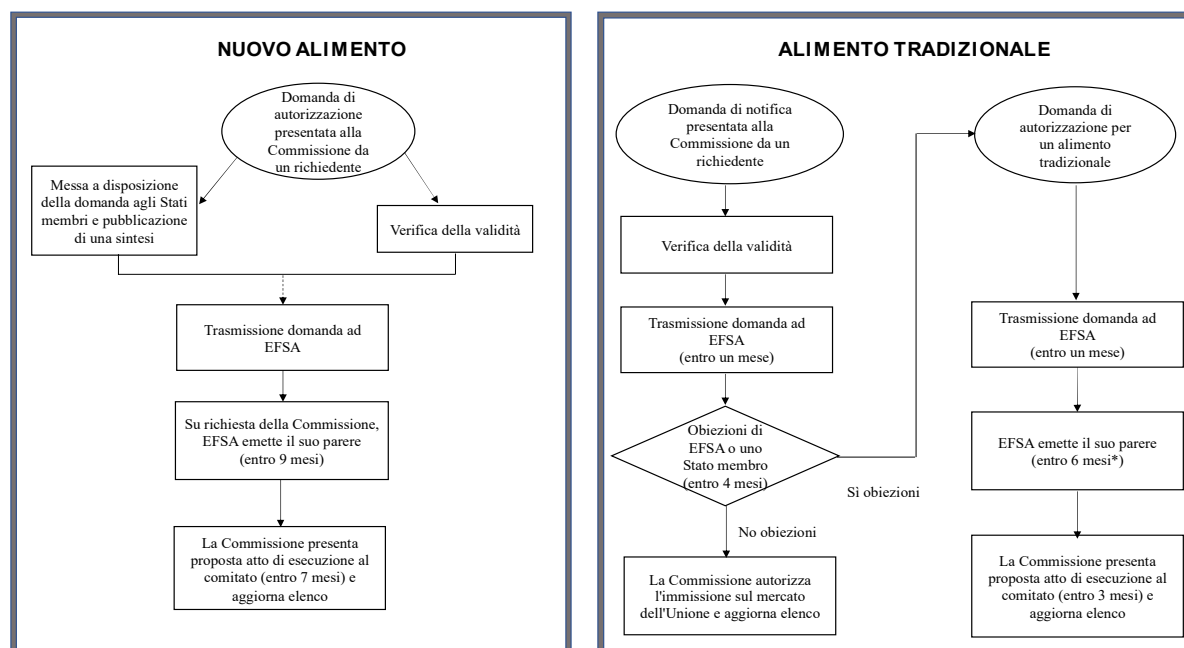 NUOVO ALIMENTO
Domanda di
autorizzazione
presentata alla
Commissione da
un richiedente
Messa a disposizione
della domanda agli Stati
membri e pubblicazione
di una sintesi
Verifica della validità
Trasmissione domanda ad
EFSA
Su richiesta della Commissione,
EFSA emette il suo parere
(entro 9 mesi)
La Commissione presenta
proposta atto di esecuzione al
comitato (entro 7 mesi) e
aggiorna elenco
ALIMENTO TRADIZIONALE
Domanda di notifica
presentata alla
Commissione da un
richiedente
Verifica della validità
Trasmissione domanda ad
EFSA
(entro un mese)
Obiezioni di
EFSA o uno
Stato membro
(entro 4 mesi)
Sì obiezioni
No obiezioni
La Commissione autorizza
l'immissione sul mercato
dell'Unione e aggiorna elenco
Domanda di
autorizzazione per
un alimento
tradizionale
Trasmissione domanda ad
EFSA
(entro un mese)
EFSA emette il suo parere
(entro 6 mesi*)
La Commissione presenta
proposta atto di esecuzione al
comitato (entro 3 mesi) e
aggiorna elenco